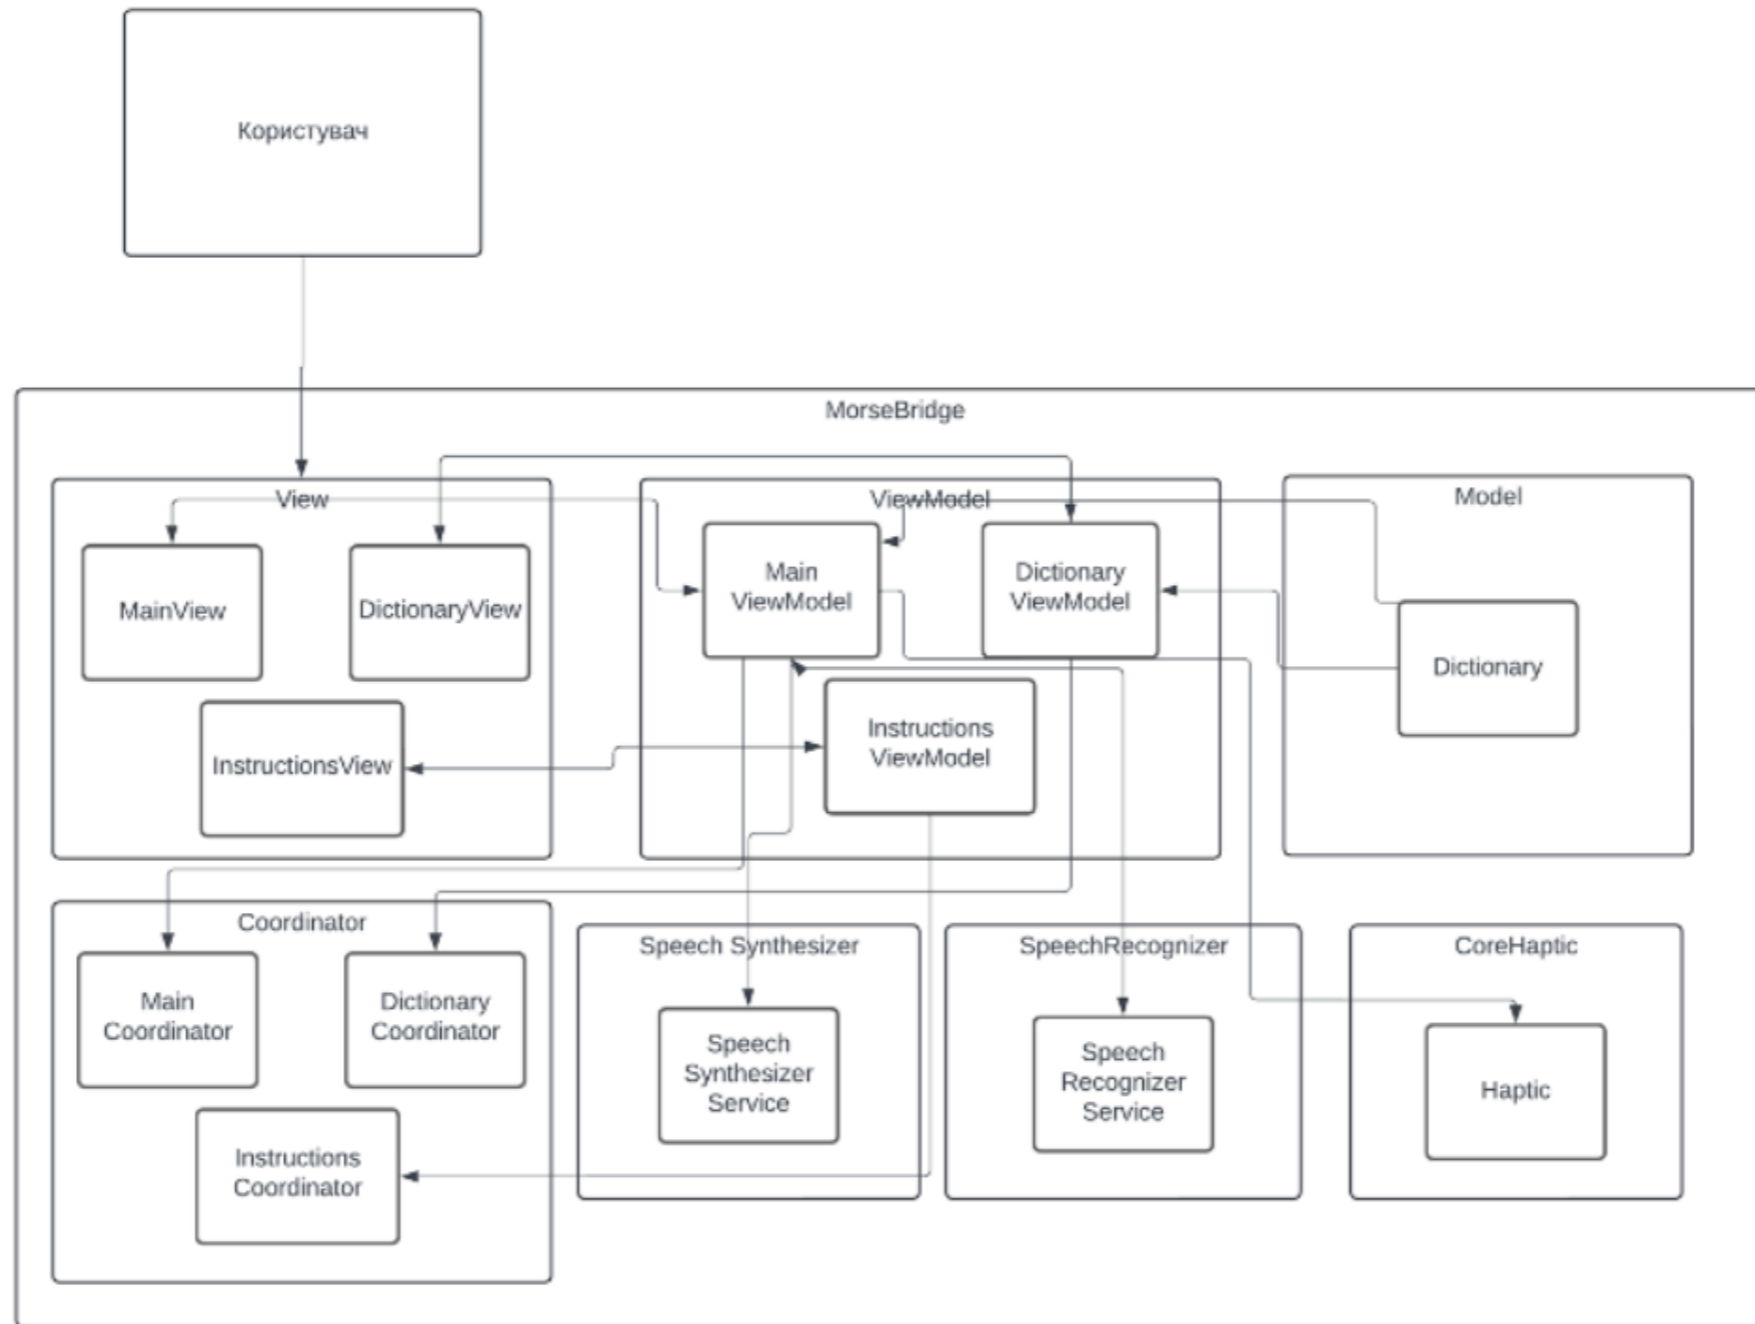 Користувач
MorseBridge
View
ViewModel
Model
MainView
DictionaryView
Main
ViewModel
Dictionary
ViewModel
Dictionary
InstructionsView
Instructions
ViewModel
Coordinator
Speech Synthesizer
SpeechRecognizer
CoreHaptic
Main
Coordinator
Dictionary
Coordinator
Speech
Synthesizer
Service
Speech
Recognizer
Service
Haptic
Instructions
Coordinator